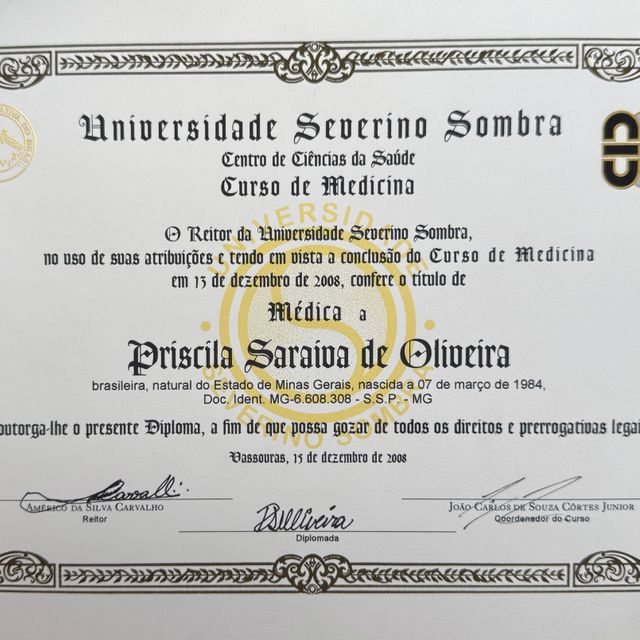 Universidade Severino Sombra
Centro de Ciências da Saúde
Curso de Medicina
O Reitor da Universidade Severino Sombra,
no uso de suas atribuições e tendo em vista a conclusão do Curso de Medicina
em 13 de dezembro de 2008, confere o título de
Médica a
Priscila Saraiva de Oliveira
brasileira, natural do Estado de Minas Gerais, nascida a 07 de março de 1984,
Doc. Ident. MG-6.608.308 - S.S.P. - MG
outorga-lhe o presente Diploma, a fim de que possa gozar de todos os direitos e prerrogativas legai
Vassouras, 15 de dezembro de 2008
AMÉRICO DA SILVA CARVALHO
Reitor
PSOliveira
Diplomada
JOÃO CARLOS DE SOUZA CÔRTES JUNIOR
Coordenador do Curso
UNIVERSIDADE
SEVERINO SOMBRA